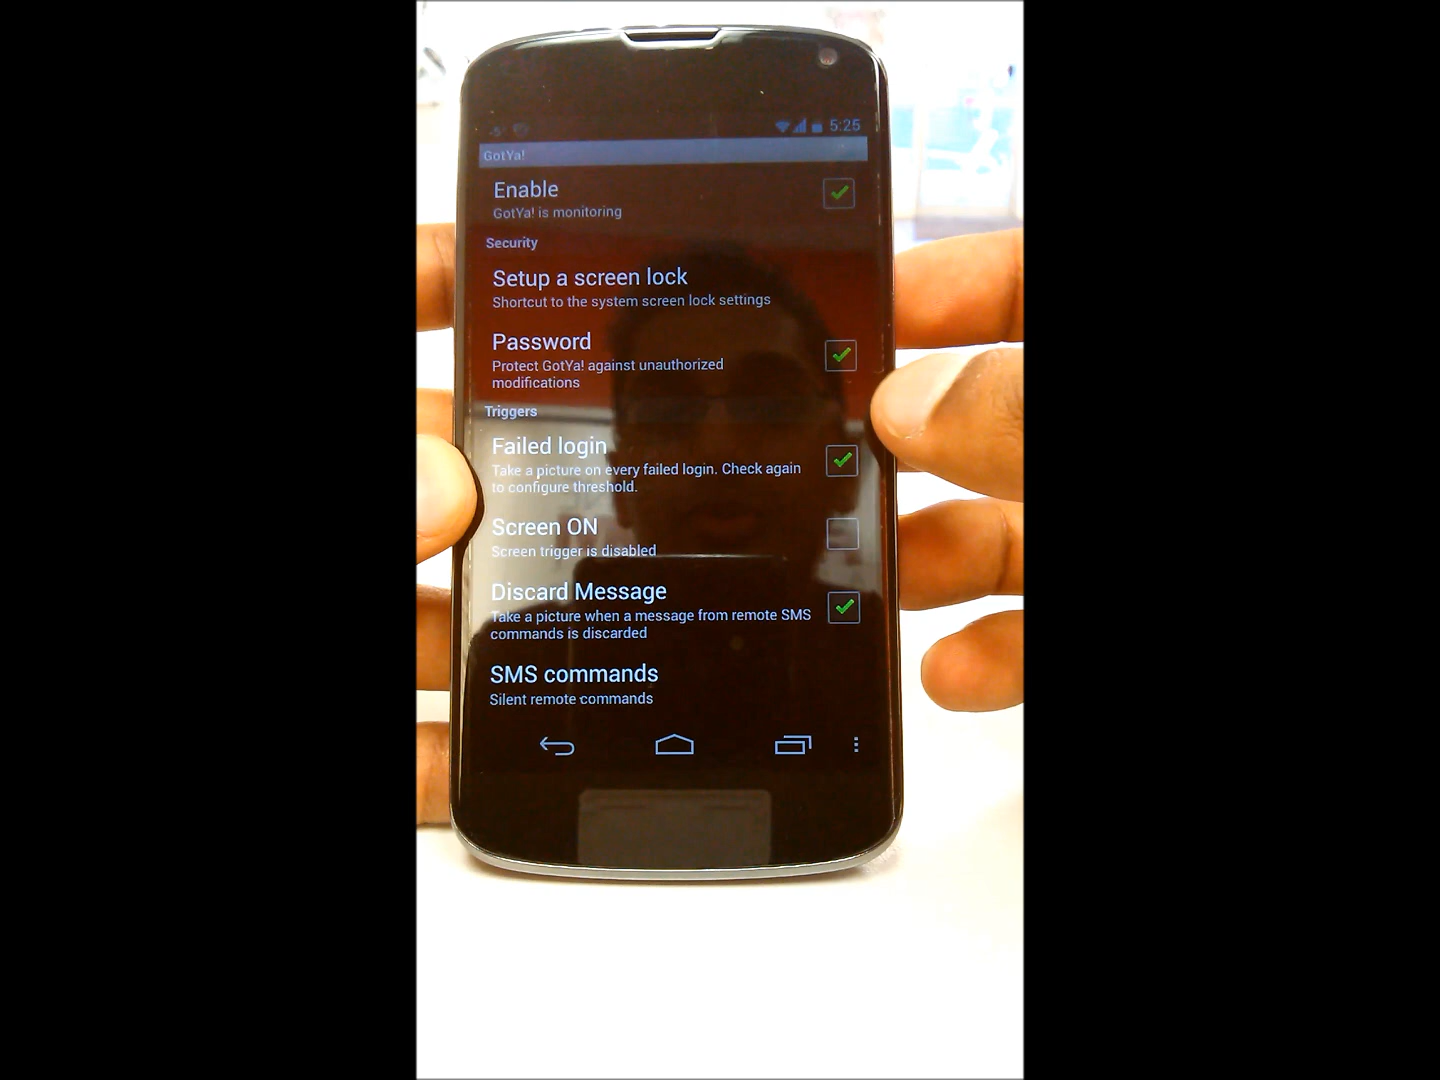 5:25
GotYa!
Enable
GotYa! is monitoring
Security
Setup a screen lock
Shortcut to the system screen lock settings
Password
Protect GotYa! against unauthorized
modifications
Triggers
Failed login
Take a picture on every failed login. Check again
to configure threshold.
Screen ON
Screen trigger is disabled
Discard Message
Take a picture when a message from remote SMS
commands is discarded
SMS commands
Silent remote commands